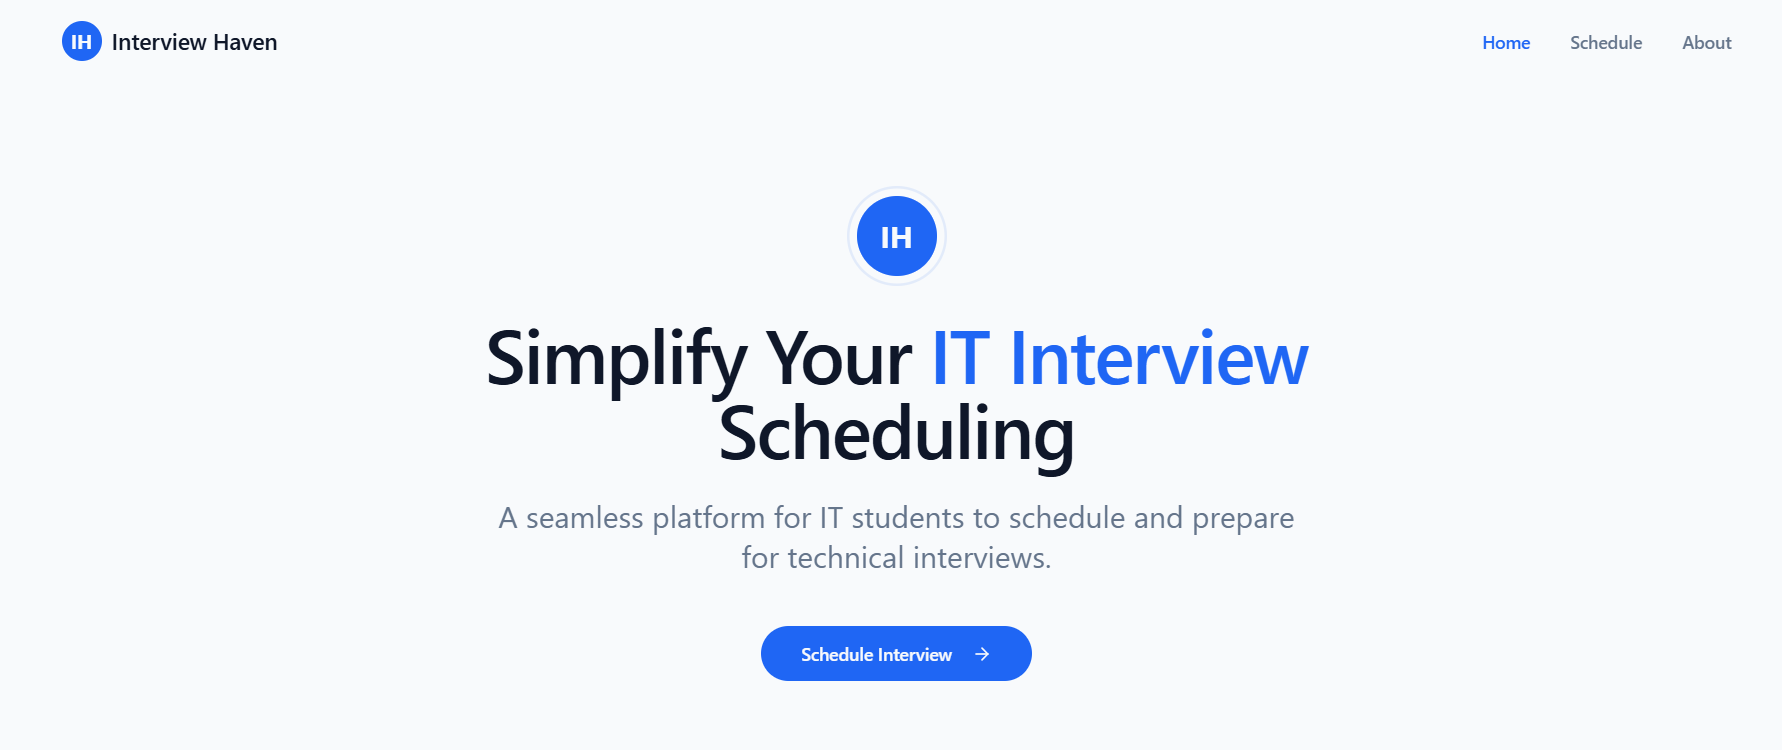 IH Interview Haven
Home Schedule About
IH
Simplify Your IT Interview
Scheduling
A seamless platform for IT students to schedule and prepare
for technical interviews.
Schedule Interview →